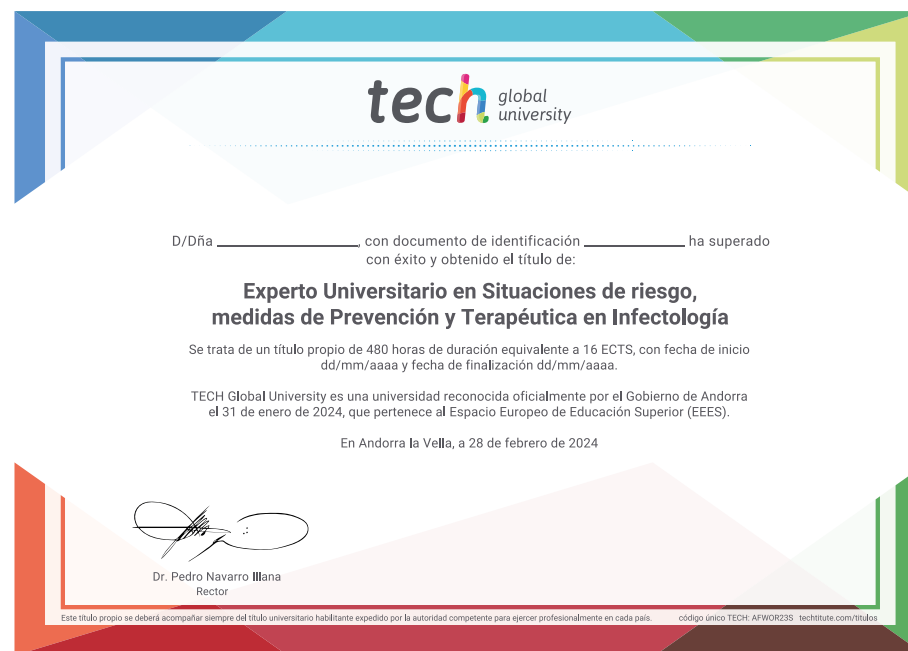 tech global
university
D/Dña ____________________, con documento de identificación ______________ ha superado
con éxito y obtenido el título de:
Experto Universitario en Situaciones de riesgo,
medidas de Prevención y Terapéutica en Infectología
Se trata de un título propio de 480 horas de duración equivalente a 16 ECTS, con fecha de inicio
dd/mm/aaaa y fecha de finalización dd/mm/aaaa.
TECH Global University es una universidad reconocida oficialmente por el Gobierno de Andorra
el 31 de enero de 2024, que pertenece al Espacio Europeo de Educación Superior (EEES).
En Andorra la Vella, a 28 de febrero de 2024
Dr. Pedro Navarro Illana
Rector
Este título propio se deberá acompañar siempre del título universitario habilitante expedido por la autoridad competente para ejercer profesionalmente en cada país. código único TECH: AFWOR23S techtitute.com/titulos